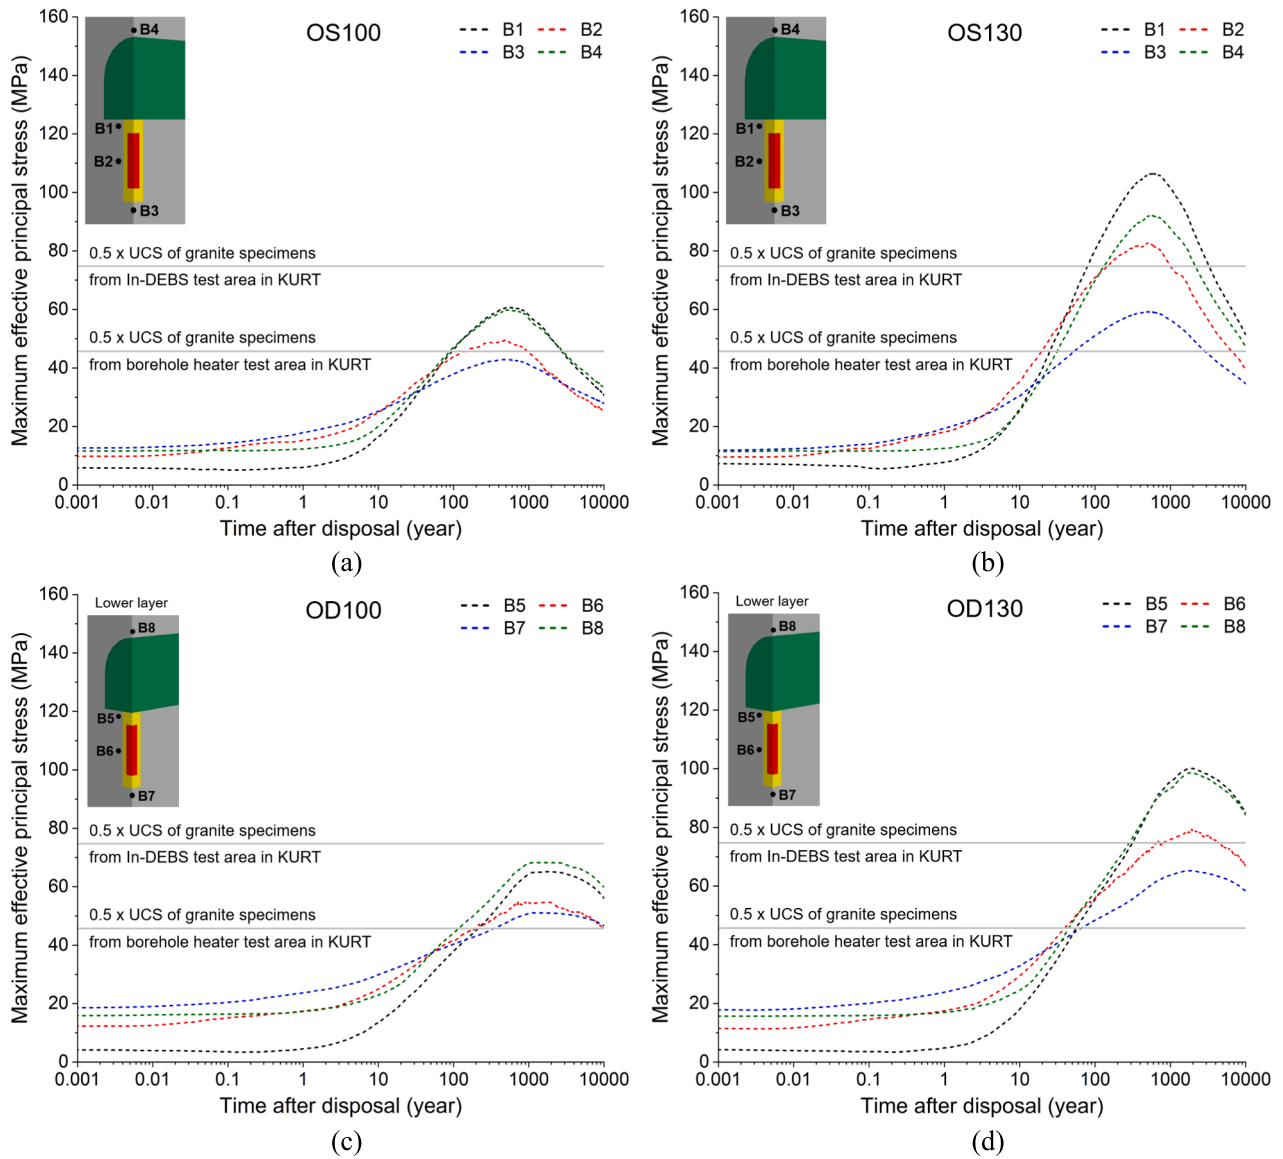 OS100
B1 B2
B3 B4
B4
B1
B2
B3
160
140
120
100
80
60
40
20
0
Maximum effective principal stress (MPa)
0.5 x UCS of granite specimens
from In-DEBS test area in KURT
0.5 x UCS of granite specimens
from borehole heater test area in KURT
0.001 0.01 0.1 1 10 100 1000 10000
Time after disposal (year)
(a)
OS130
B1 B2
B3 B4
B4
B1
B2
B3
160
140
120
100
80
60
40
20
0
Maximum effective principal stress (MPa)
0.5 x UCS of granite specimens
from In-DEBS test area in KURT
0.5 x UCS of granite specimens
from borehole heater test area in KURT
0.001 0.01 0.1 1 10 100 1000 10000
Time after disposal (year)
(b)
OD100
B5 B6
B7 B8
Lower layer
B8
B5
B6
B7
160
140
120
100
80
60
40
20
0
Maximum effective principal stress (MPa)
0.5 x UCS of granite specimens
from In-DEBS test area in KURT
0.5 x UCS of granite specimens
from borehole heater test area in KURT
0.001 0.01 0.1 1 10 100 1000 10000
Time after disposal (year)
(c)
OD130
B5 B6
B7 B8
Lower layer
B8
B5
B6
B7
160
140
120
100
80
60
40
20
0
Maximum effective principal stress (MPa)
0.5 x UCS of granite specimens
from In-DEBS test area in KURT
0.5 x UCS of granite specimens
from borehole heater test area in KURT
0.001 0.01 0.1 1 10 100 1000 10000
Time after disposal (year)
(d)